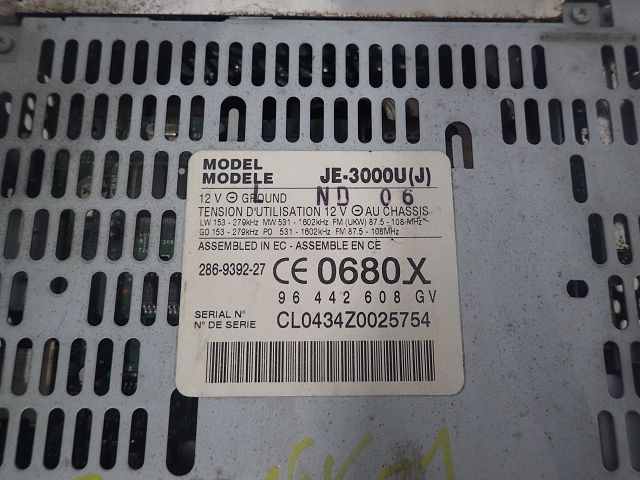 MODEL
MODELE
JE-3000U(J)
12 V ⊖ GROUND
L ND 06
TENSION D'UTILISATION 12 V ⊖ AU CHASSIS
LW 153 - 279kHz MW 531 - 1602kHz FM (UKW) 87.5 - 108-MHz
GO 153 - 279kHz PO 531 - 1602kHz FM 87.5 - 108MHz
ASSEMBLED IN EC - ASSEMBLE EN CE
286-9392-27 CE 0680X
96 442 608 GV
SERIAL N°
N° DE SERIE
CL0434Z0025754